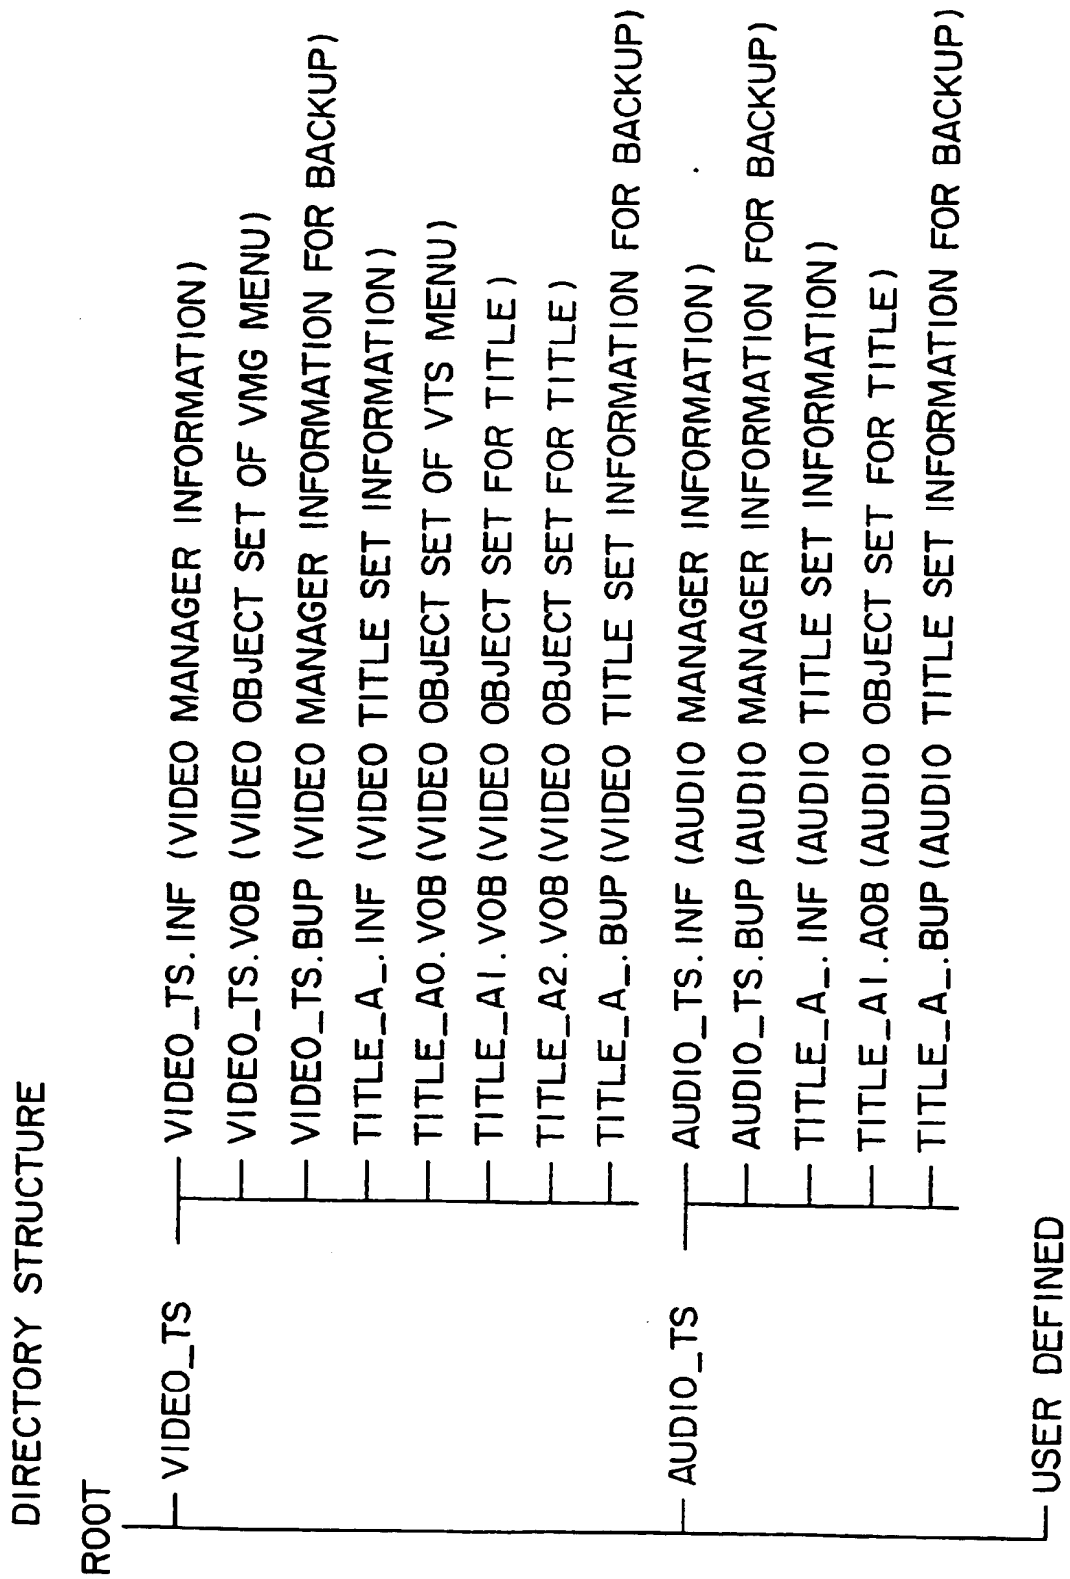 DIRECTORY STRUCTURE
ROOT
VIDEO_TS
VIDEO_TS.INF (VIDEO MANAGER INFORMATION)
VIDEO_TS.VOB (VIDEO OBJECT SET OF VMG MENU)
VIDEO_TS.BUP (VIDEO MANAGER INFORMATION FOR BACKUP)
TITLE_A_.INF (VIDEO TITLE SET INFORMATION)
TITLE_A0.VOB (VIDEO OBJECT SET OF VTS MENU)
TITLE_A1.VOB (VIDEO OBJECT SET FOR TITLE)
TITLE_A2.VOB (VIDEO OBJECT SET FOR TITLE)
TITLE_A_.BUP (VIDEO TITLE SET INFORMATION FOR BACKUP)
AUDIO_TS
AUDIO_TS.INF (AUDIO MANAGER INFORMATION)
AUDIO_TS.BUP (AUDIO MANAGER INFORMATION FOR BACKUP)
TITLE_A_.INF (AUDIO TITLE SET INFORMATION)
TITLE_A1.AOB (AUDIO OBJECT SET FOR TITLE)
TITLE_A_.BUP (AUDIO TITLE SET INFORMATION FOR BACKUP)
USER DEFINED